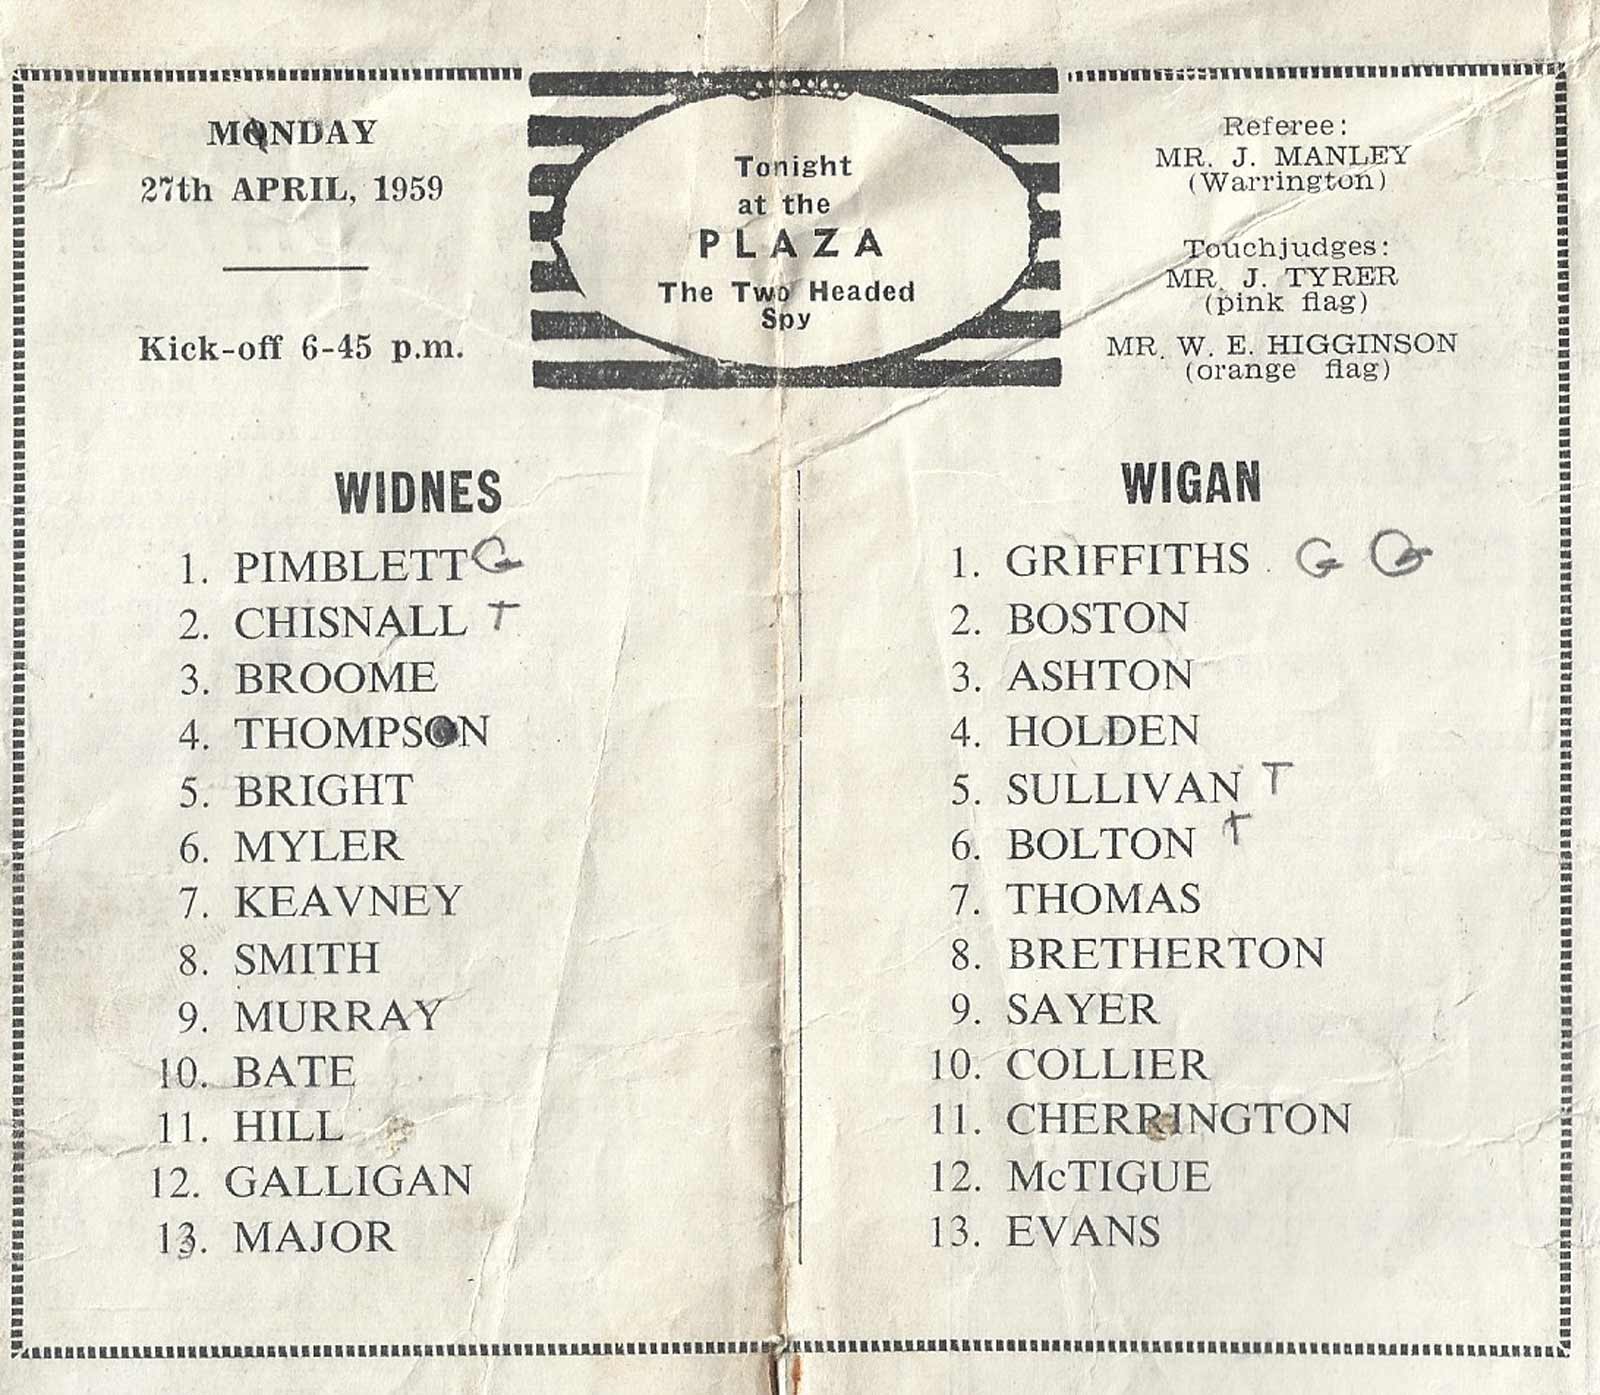 MONDAY
27th APRIL, 1959
Kick-off 6-45 p.m.
Tonight
at the
PLAZA
The Two Headed
Spy
Referee:
MR. J. MANLEY
(Warrington)
Touchjudges:
MR. J. TYRER
(pink flag)
MR. W. E. HIGGINSON
(orange flag)
WIDNES
1. PIMBLETT G
2. CHISNALL T
3. BROOME
4. THOMPSON
5. BRIGHT
6. MYLER
7. KEAVNEY
8. SMITH
9. MURRAY
10. BATE
11. HILL
12. GALLIGAN
13. MAJOR
WIGAN
1. GRIFFITHS G G
2. BOSTON
3. ASHTON
4. HOLDEN
5. SULLIVAN T
6. BOLTON T
7. THOMAS
8. BRETHERTON
9. SAYER
10. COLLIER
11. CHERRINGTON
12. McTIGUE
13. EVANS